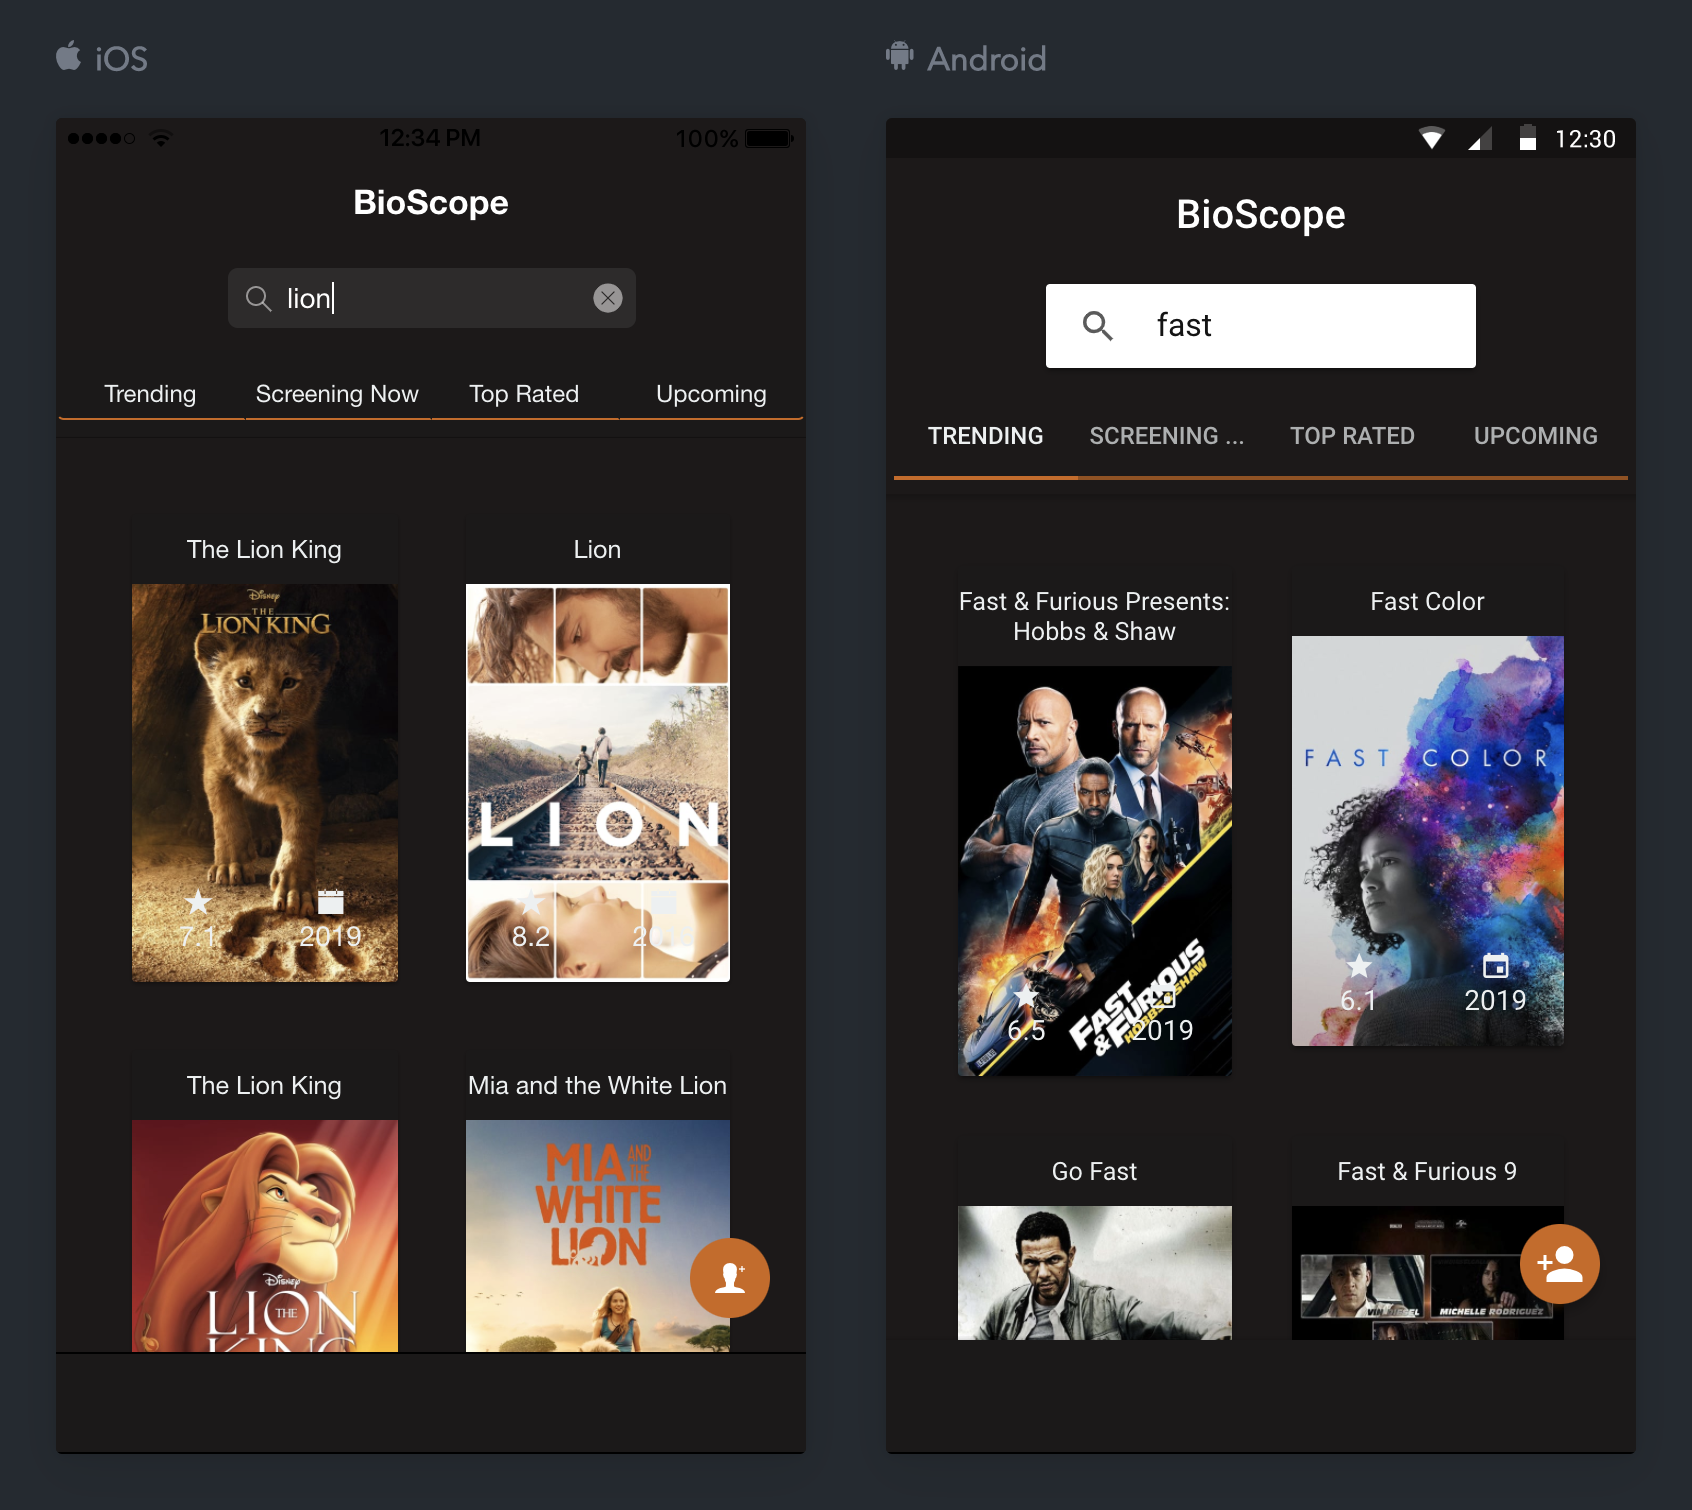 iOS
Android
12:34 PM
100%
BioScope
lion
Trending
Screening Now
Top Rated
Upcoming
The Lion King
Disney
THE
LION KING
7.1
2019
Lion
LION
8.2
The Lion King
Disney
THE
LION
KING
Mia and the White Lion
MIA AND
THE
WHITE
LION
12:30
BioScope
fast
TRENDING
SCREENING ...
TOP RATED
UPCOMING
Fast & Furious Presents:
Hobbs & Shaw
FAST
& FURIOUS
HOBBS & SHAW
6.5
2019
Fast Color
FAST COLOR
6.1
2019
Go Fast
Fast & Furious 9
VIN DIESEL
MICHELLE RODRIGUEZ